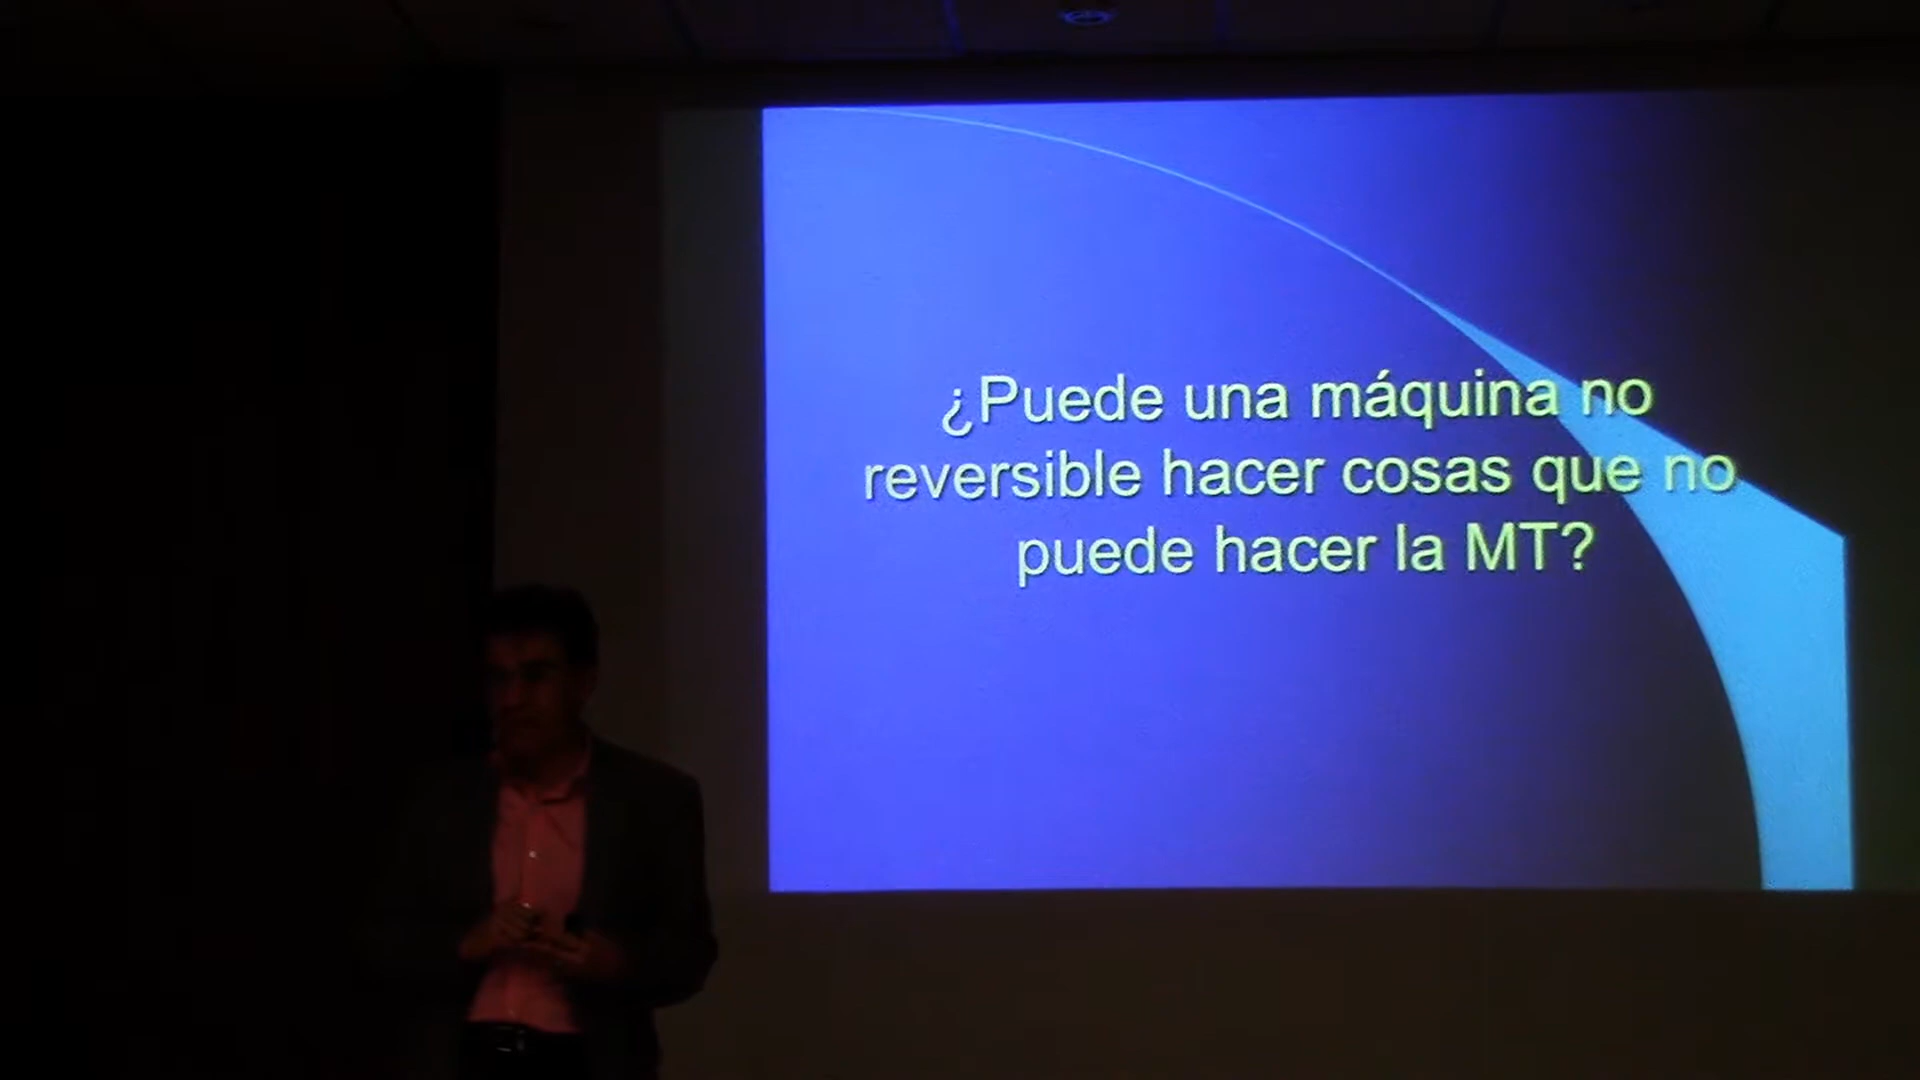 ¿Puede una máquina no
reversible hacer cosas que no
puede hacer la MT?